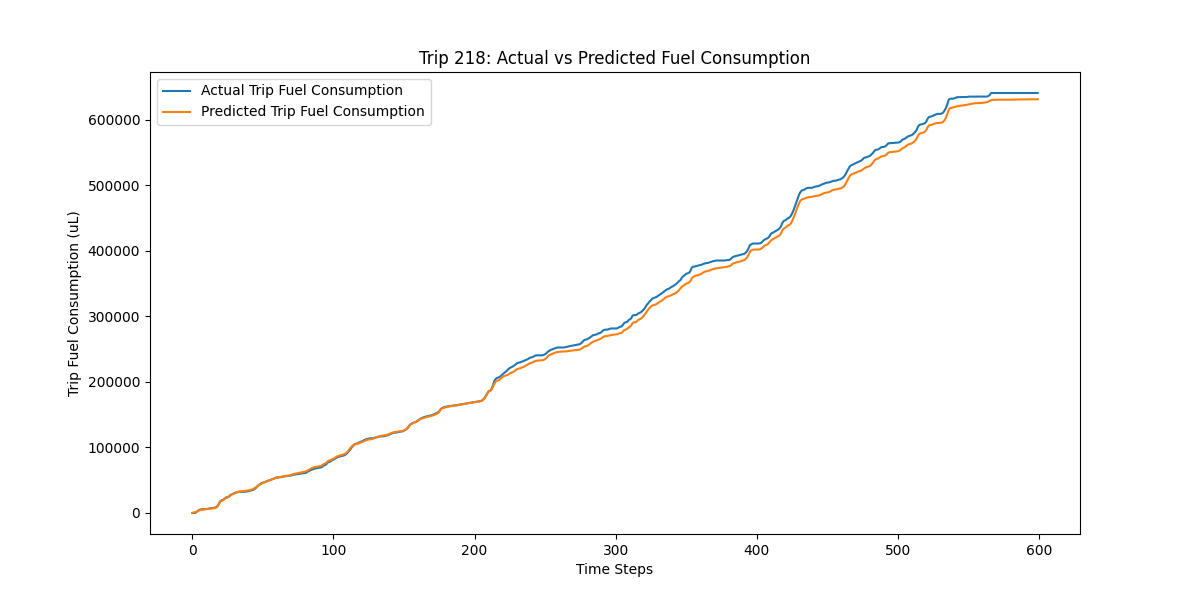 Trip 218: Actual vs Predicted Fuel Consumption
Actual Trip Fuel Consumption
Predicted Trip Fuel Consumption
Trip Fuel Consumption (uL)
600000
500000
400000
300000
200000
100000
0
0 100 200 300 400 500 600
Time Steps